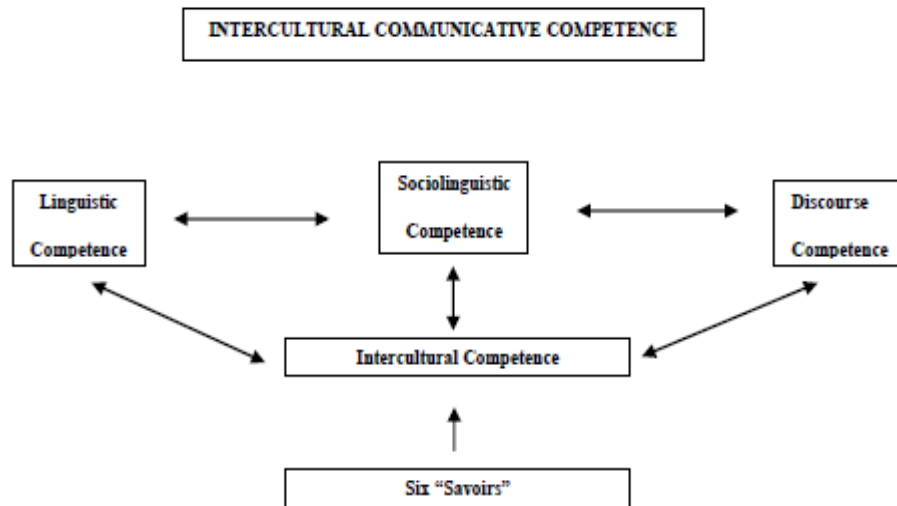 INTERCULTURAL COMMUNICATIVE COMPETENCE
Linguistic
Competence
Sociolinguistic
Competence
Discourse
Competence
Intercultural Competence
Six “Savoirs”